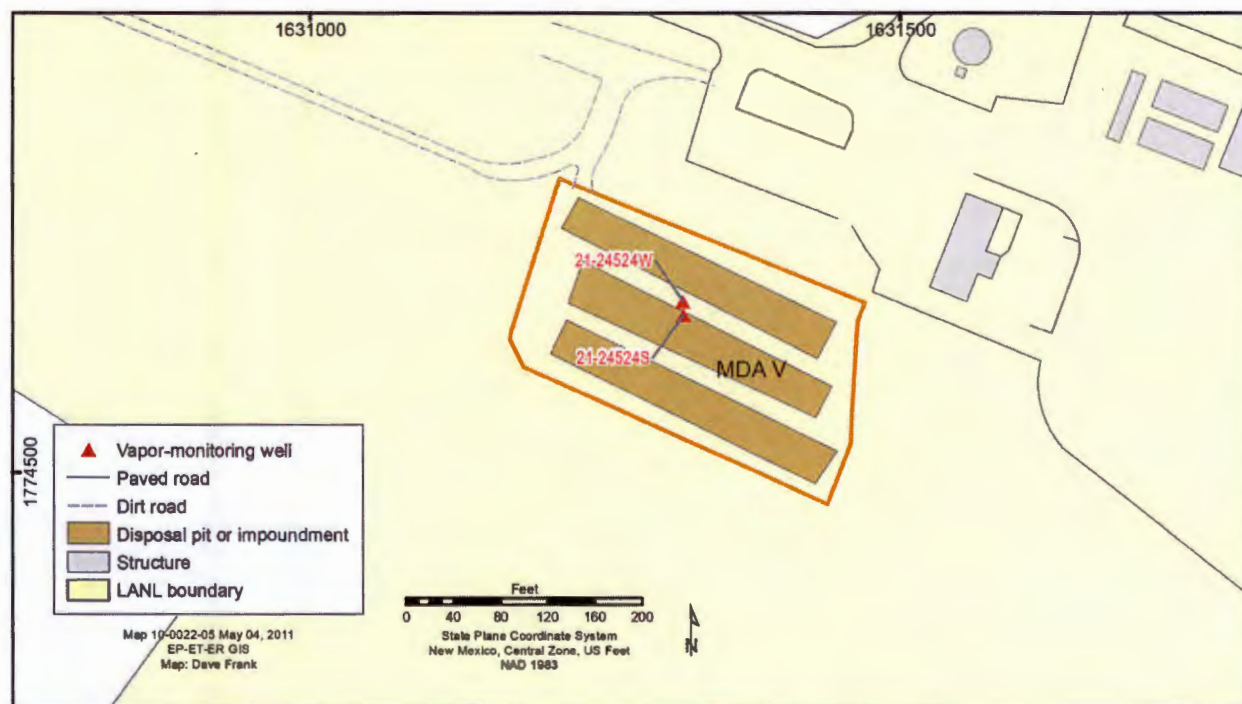 1631000
1631500
21-24524W
21-24524S
MDA V
1774500
Vapor-monitoring well
Paved road
Dirt road
Disposal pit or impoundment
Structure
LANL boundary
Map 10-0022-05 May 04, 2011
EP-ET-ER GIS
Map: Dave Frank
Feet
0 40 80 120 160 200
State Plane Coordinate System
New Mexico, Central Zone, US Feet
NAD 1983
N